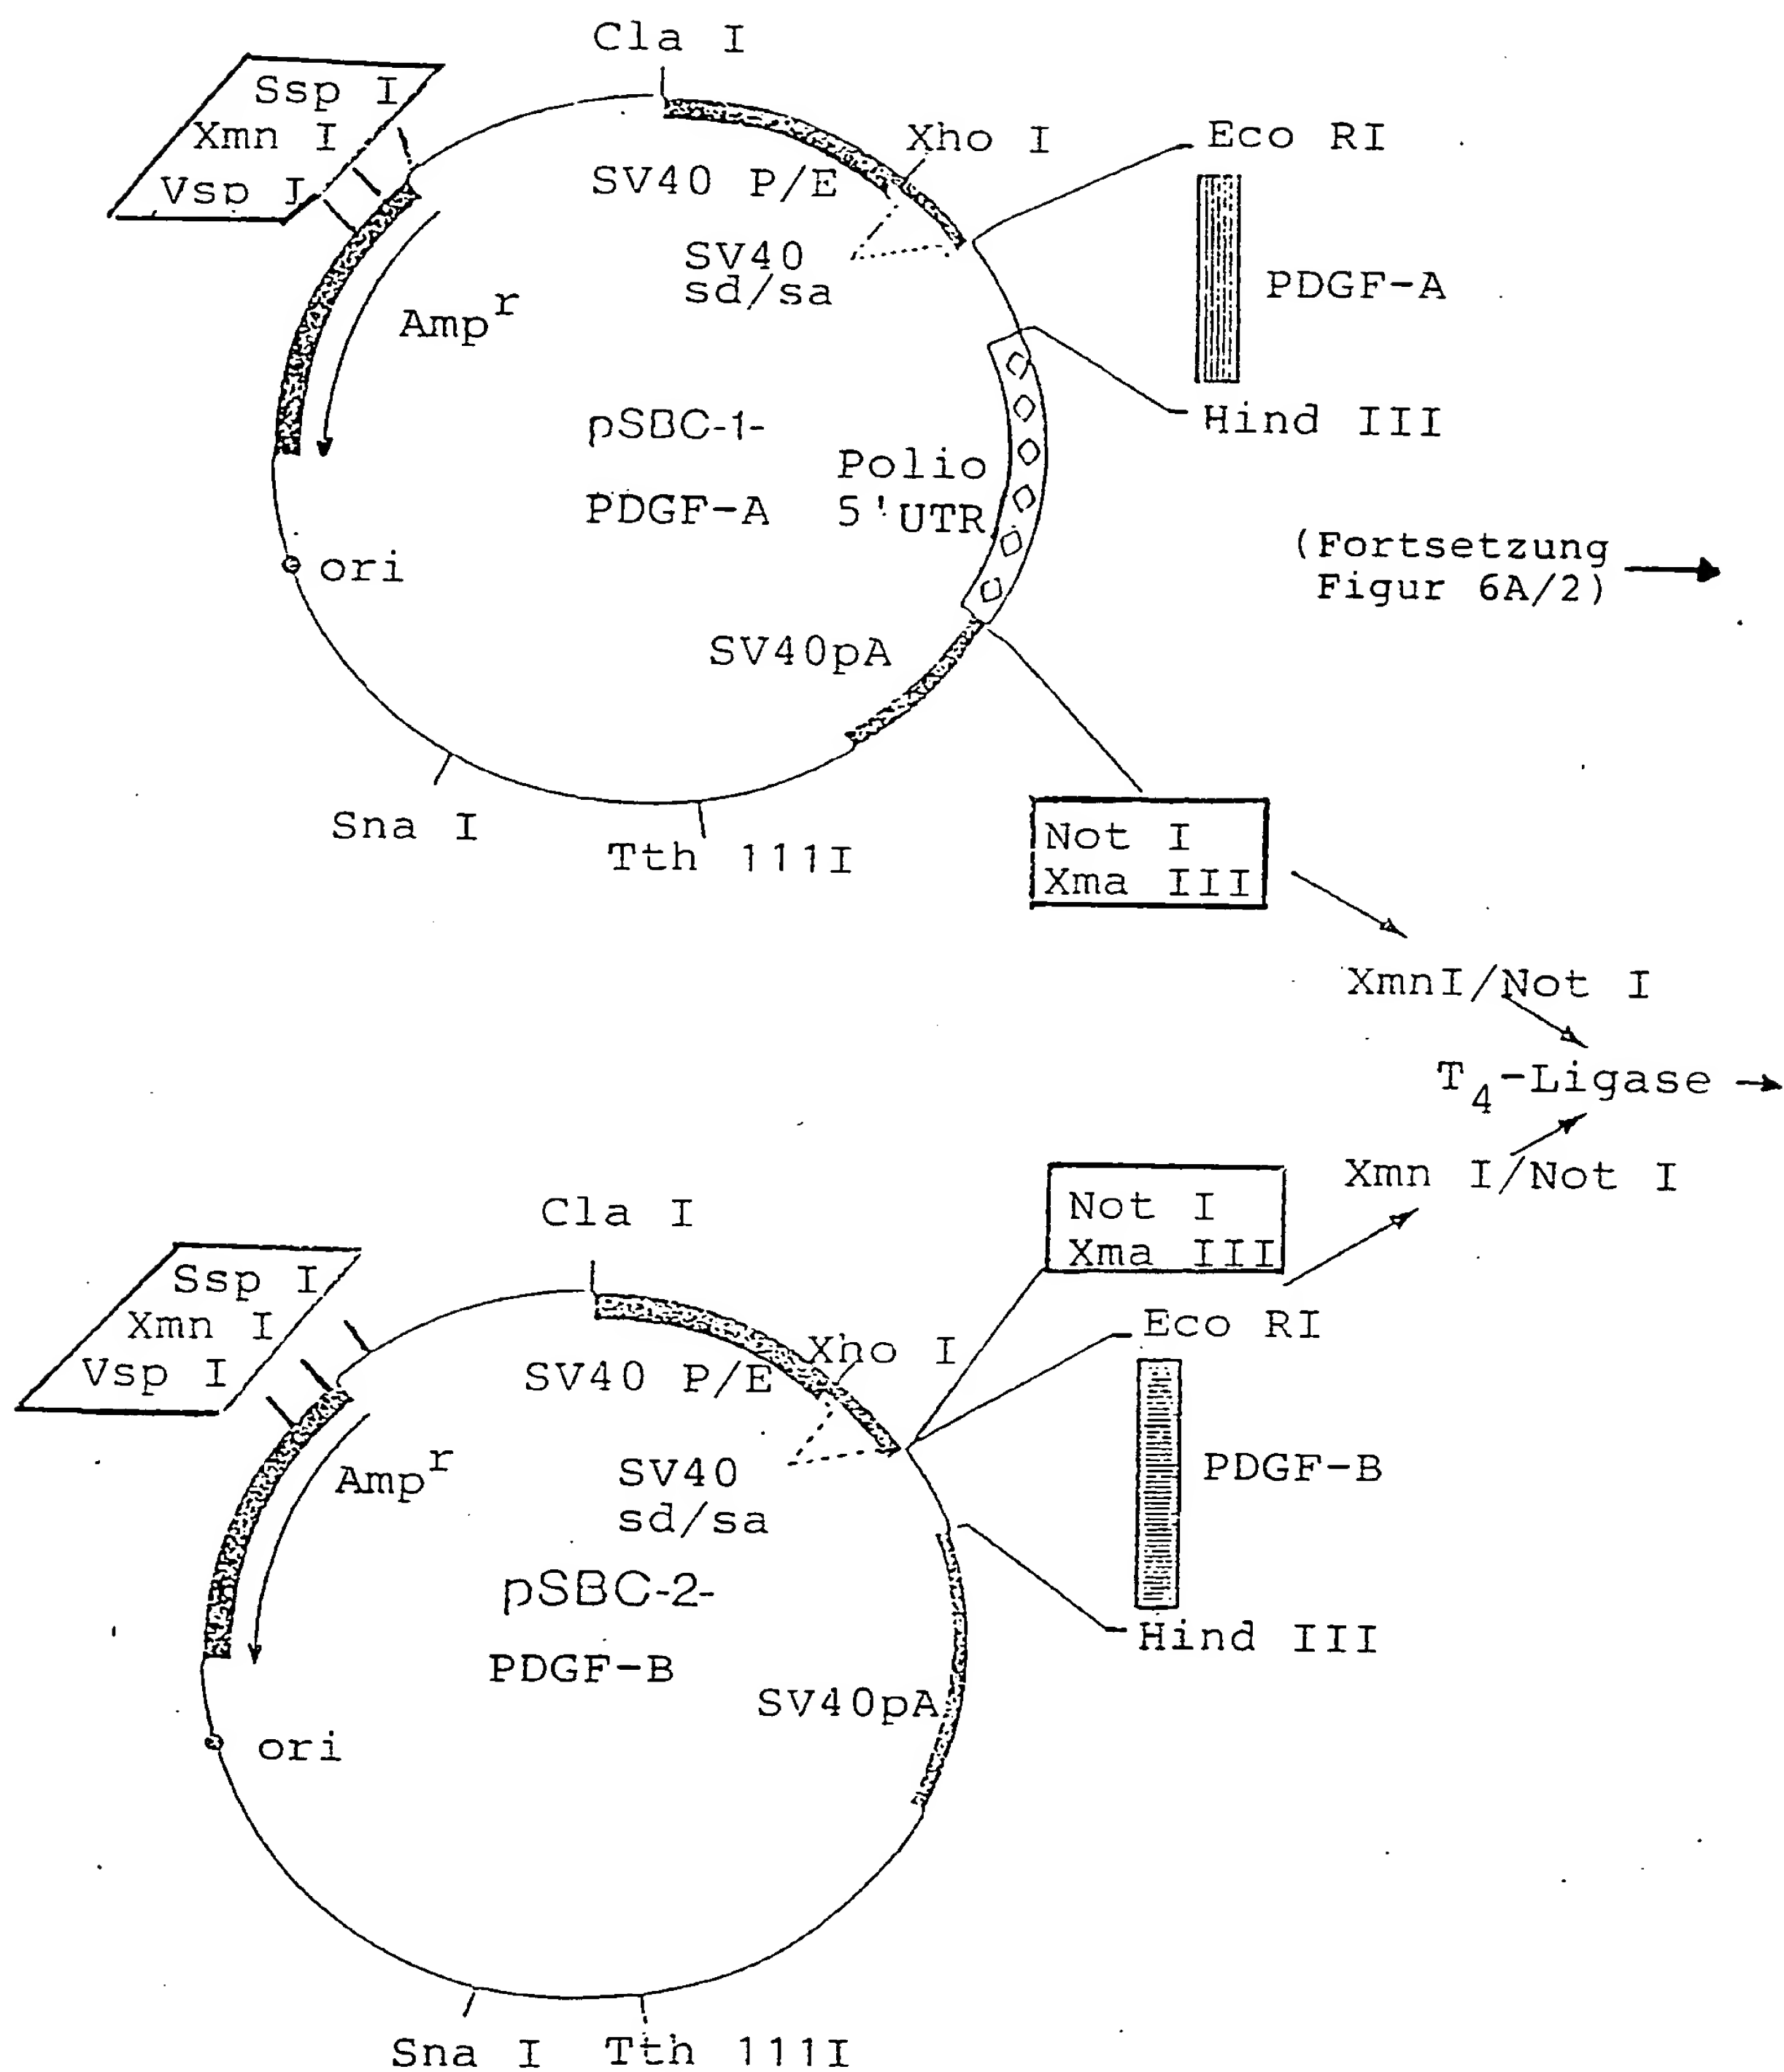 Cla I
Ssp I
Xmn I
Vsp I
Xho I
Eco RI
SV40 P/E
SV40
sd/sa
PDGF-A
Amp^r
Hind III
pSBC-1-
PDGF-A
Polio
5'UTR
ori
(Fortsetzung
Figur 6A/2)
SV40pA
Sna I
Tth 111I
Not I
Xma III
XmnI/Not I
T4-Ligase
Xmn I/Not I
Not I
Xma III
Cla I
Ssp I
Xmn I
Vsp I
Xho I
Eco RI
SV40 P/E
SV40
sd/sa
PDGF-B
Amp^r
pSBC-2-
PDGF-B
Hind III
SV40pA
ori
Sna I
Tth 111I